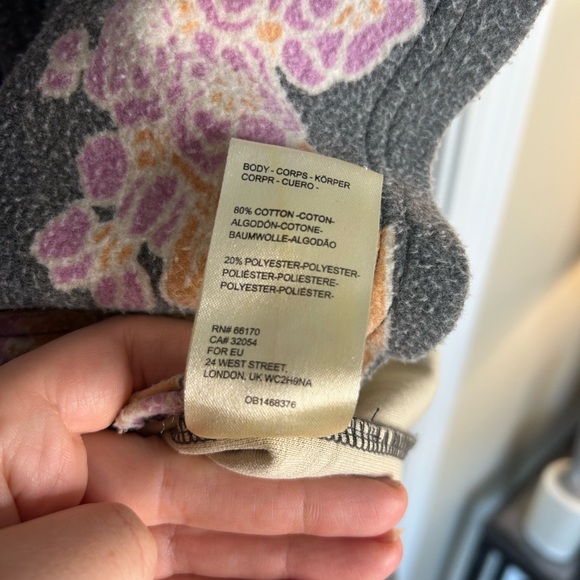 BODY - CORPS - KÖRPER
CORPR - CUERO -
80% COTTON -COTON-
ALGODÓN-COTONE-
BAUMWOLLE-ALGODÃO
20% POLYESTER-POLYESTER-
POLIÉSTER-POLIESTERE-
POLYESTER-POLIÉSTER-
RN# 66170
CA# 32054
FOR EU
24 WEST STREET,
LONDON, UK WC2H9NA
OB1468376